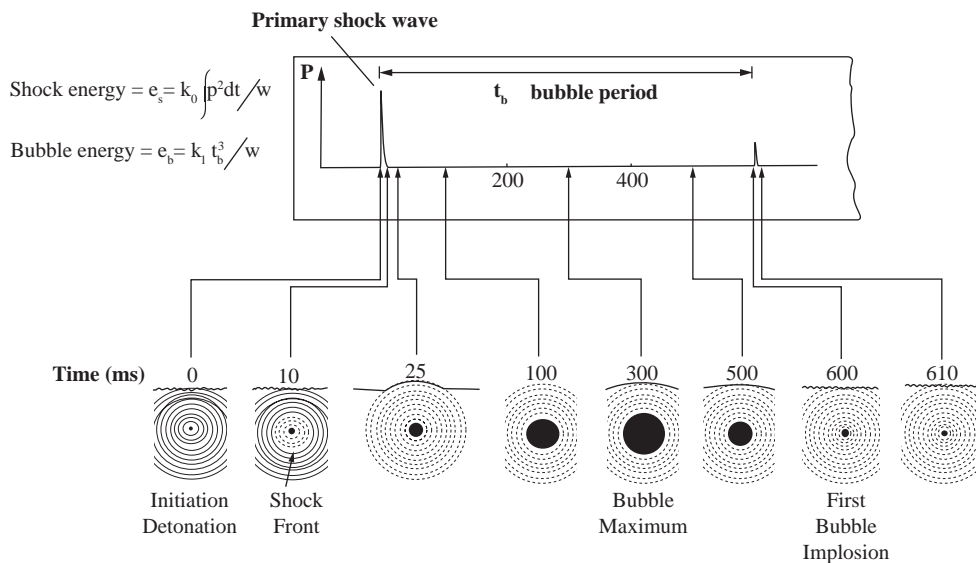 Primary shock wave
P
t_b bubble period
Shock energy = e_s= k_0 ∫p²dt /w
Bubble energy = e_b= k_1 t_b³ /w
200 400
Time (ms) 0 10 25 100 300 500 600 610
Initiation
Detonation
Shock
Front
Bubble
Maximum
First
Bubble
Implosion